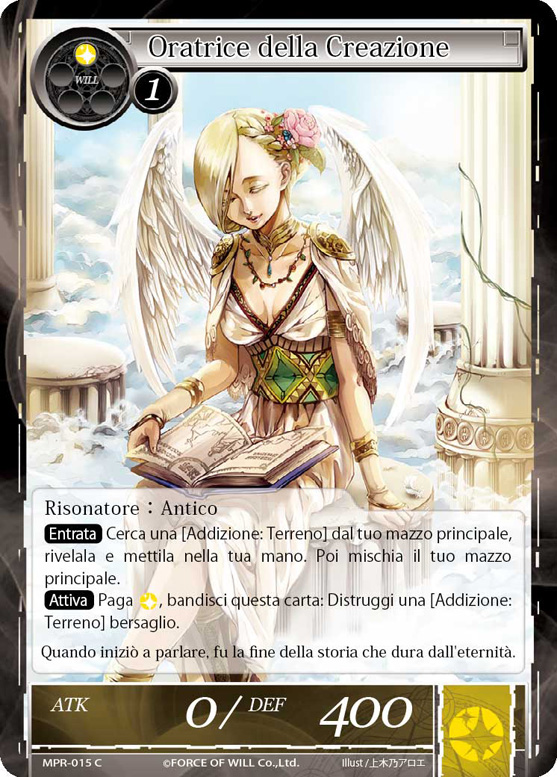 Oratrice della Creazione
WILL
1
Risonatore : Antico
Entrata Cerca una [Addizione: Terreno] dal tuo mazzo principale,
rivelala e mettila nella tua mano. Poi mischia il tuo mazzo
principale.
Attiva Paga , bandisci questa carta: Distruggi una [Addizione:
Terreno] bersaglio.
Quando iniziò a parlare, fu la fine della storia che dura dall'eternità.
ATK 0 / DEF 400
MPR-015 C ©FORCE OF WILL Co.,Ltd. Illust / 上木乃アロエ